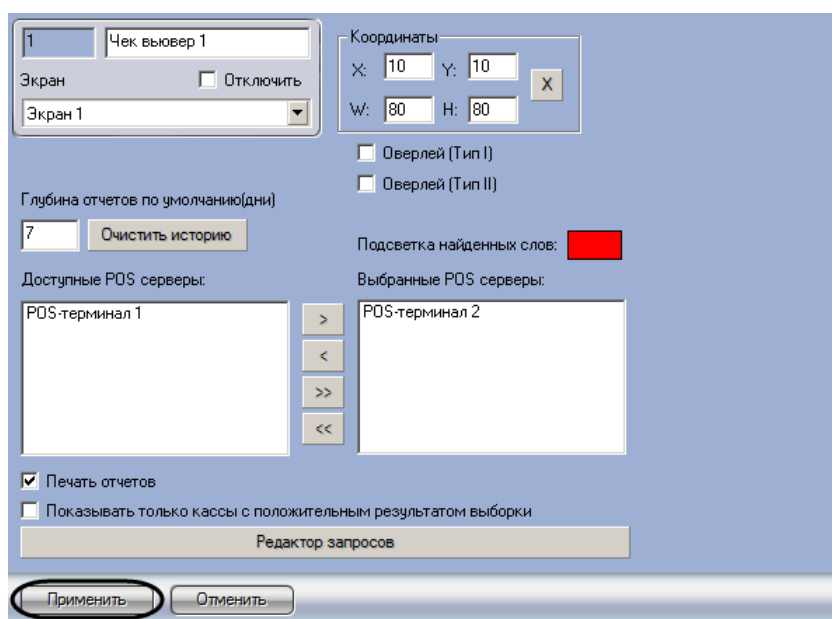 1 Чек вьювер 1
Экран Отключить
Экран 1
Координаты
X: 10 Y: 10
X
W: 80 H: 80
Оверлей (Тип I)
Оверлей (Тип II)
Глубина отчетов по умолчанию(дни)
7 Очистить историю
Подсветка найденных слов:
Доступные POS серверы:
Выбранные POS серверы:
POS-терминал 1
>
<
>>
<<
POS-терминал 2
Печать отчетов
Показывать только кассы с положительным результатом выборки
Редактор запросов
Применить Отменить